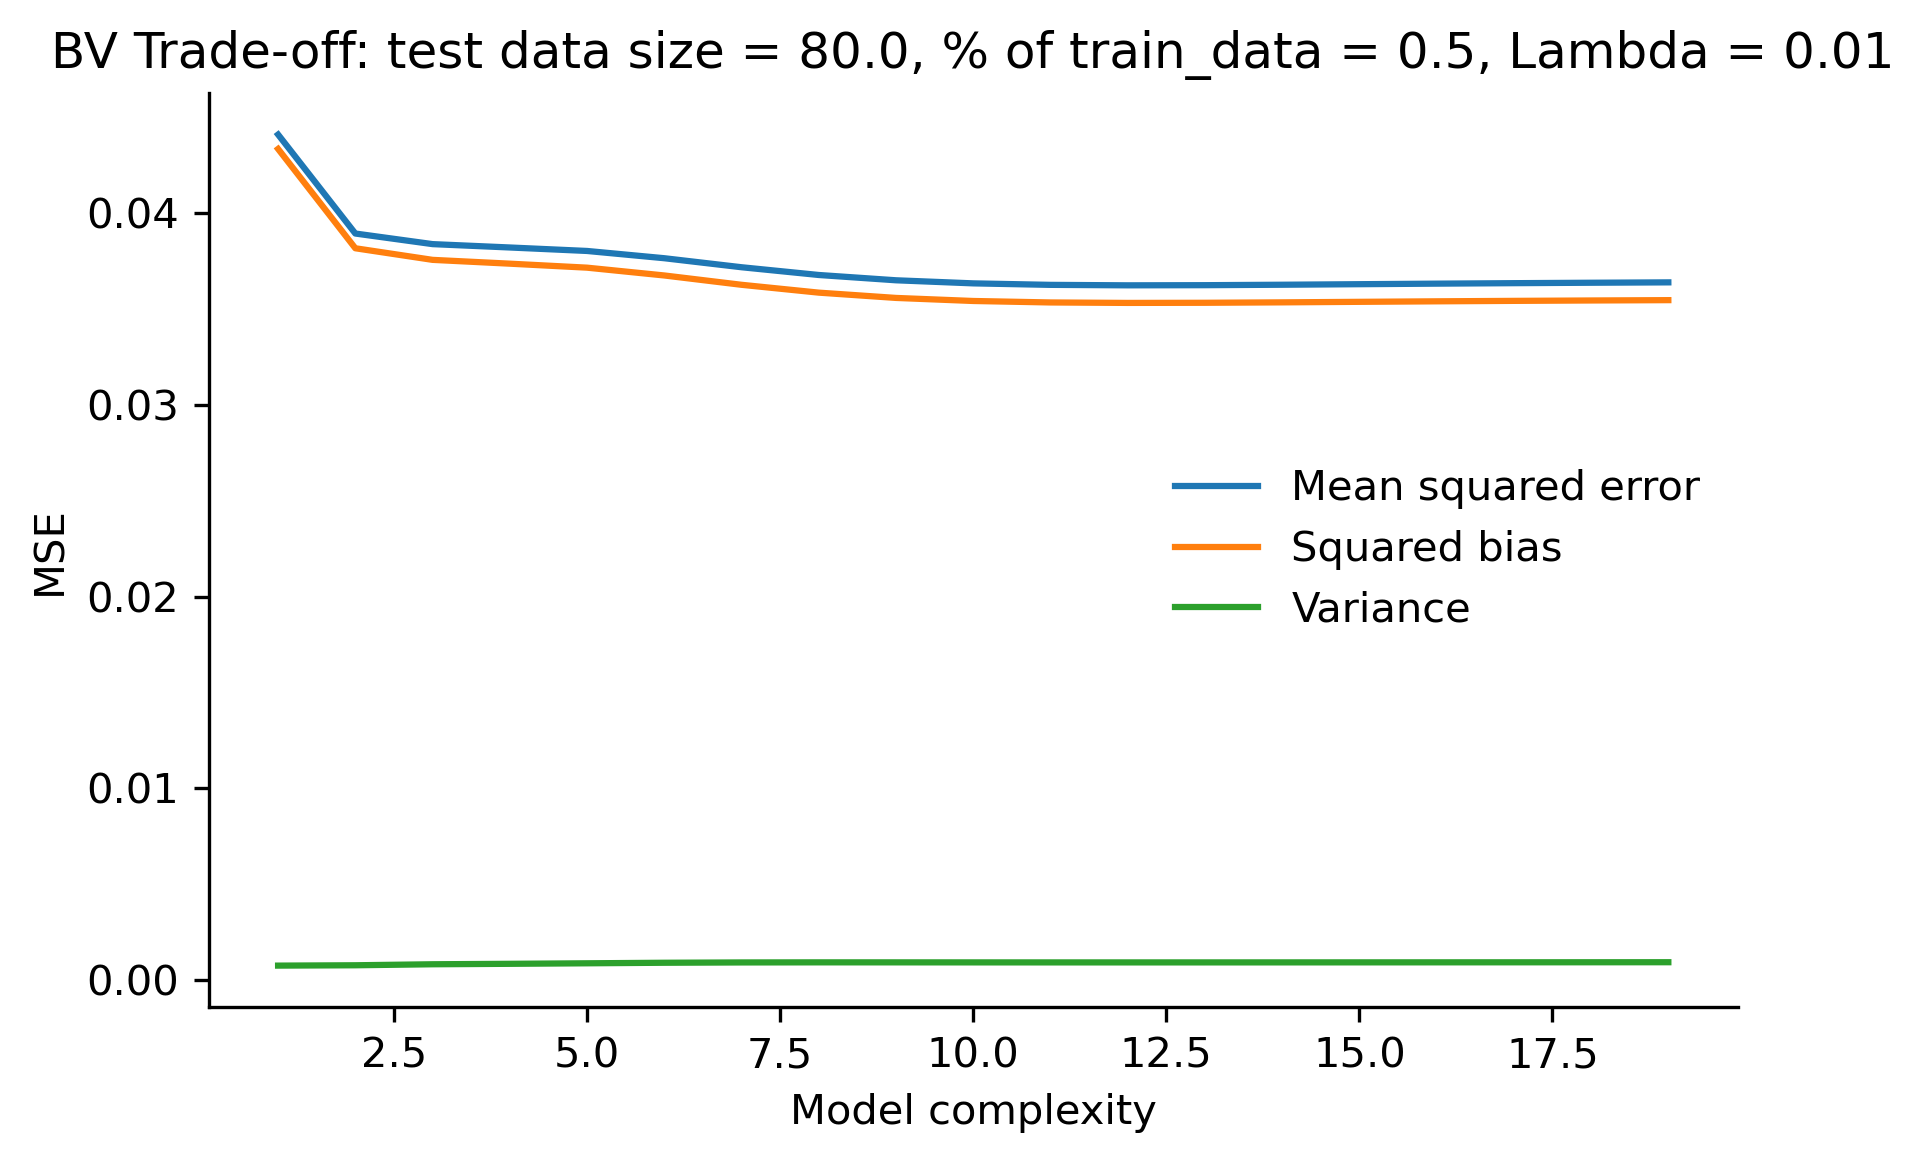 BV Trade-off: test data size = 80.0, % of train_data = 0.5, Lambda = 0.01
0.04
0.03
0.02
0.01
0.00
MSE
Mean squared error
Squared bias
Variance
2.5 5.0 7.5 10.0 12.5 15.0 17.5
Model complexity